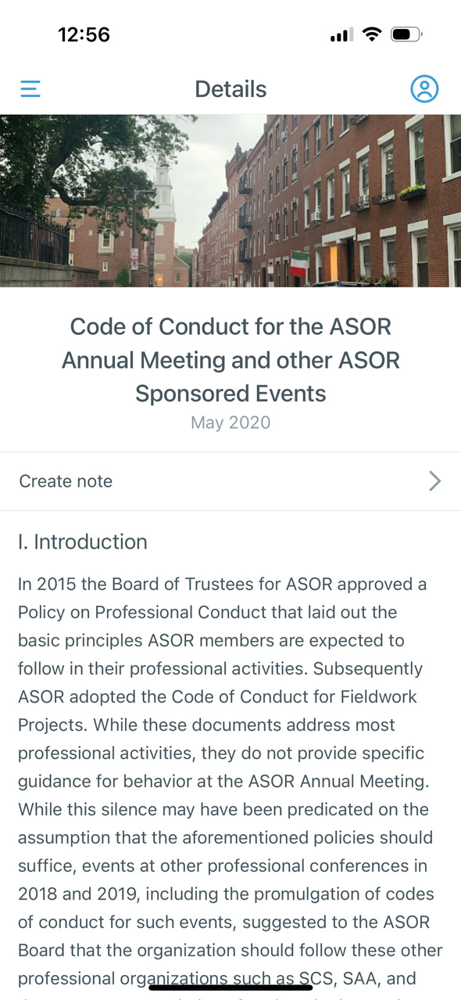 12:56
Details
Code of Conduct for the ASOR
Annual Meeting and other ASOR
Sponsored Events
May 2020
Create note
I. Introduction
In 2015 the Board of Trustees for ASOR approved a
Policy on Professional Conduct that laid out the
basic principles ASOR members are expected to
follow in their professional activities. Subsequently
ASOR adopted the Code of Conduct for Fieldwork
Projects. While these documents address most
professional activities, they do not provide specific
guidance for behavior at the ASOR Annual Meeting.
While this silence may have been predicated on the
assumption that the aforementioned policies should
suffice, events at other professional conferences in
2018 and 2019, including the promulgation of codes
of conduct for such events, suggested to the ASOR
Board that the organization should follow these other
professional organizations such as SCS, SAA, and